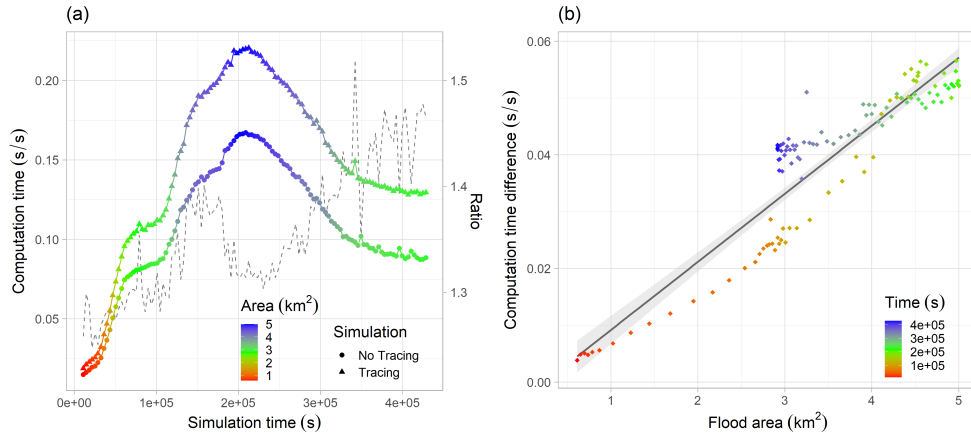 (a)
Computation time (s/s)
0.20
0.15
0.10
0.05
1.5
1.4
1.3
Ratio
Area (km²)
5
4
3
2
1
Simulation
No Tracing
Tracing
0e+00 1e+05 2e+05 3e+05 4e+05
Simulation time (s)
(b)
Computation time difference (s/s)
0.06
0.04
0.02
0.00
Time (s)
4e+05
3e+05
2e+05
1e+05
1 2 3 4 5
Flood area (km²)